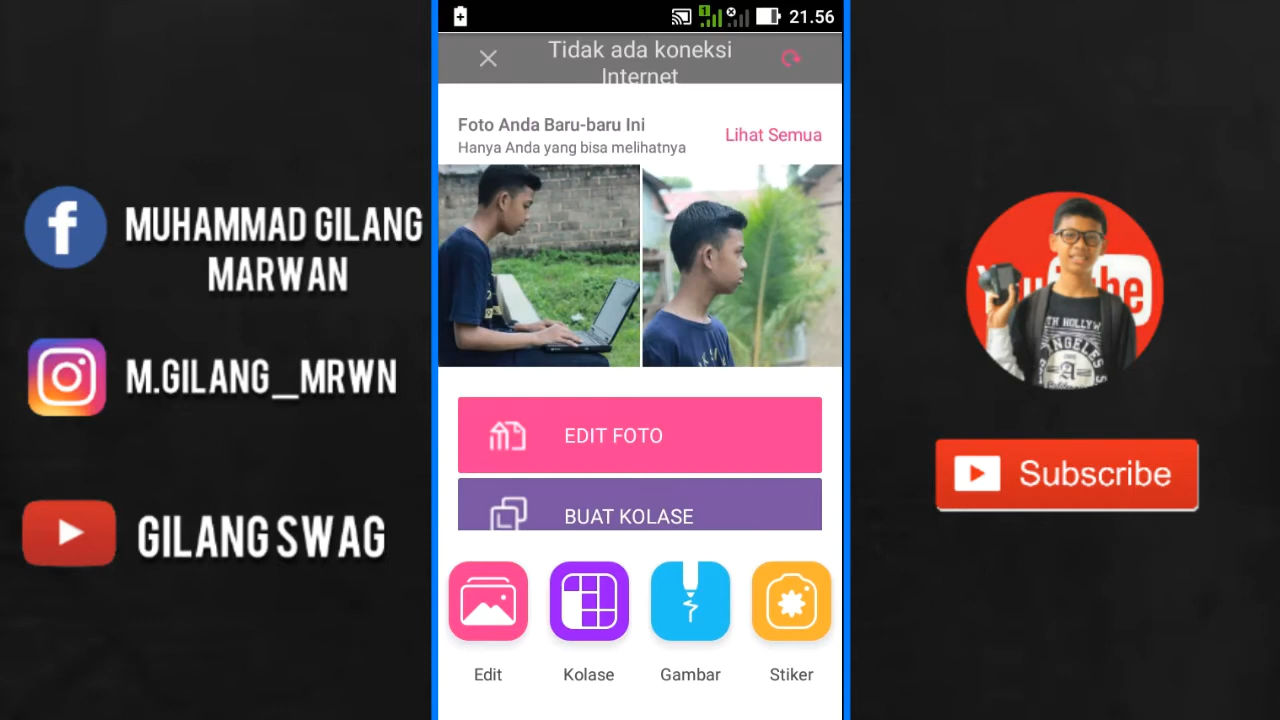 MUHAMMAD GILANG
MARWAN
M.GILANG_MRWN
GILANG SWAG
21.56
Tidak ada koneksi
Internet
Foto Anda Baru-baru Ini
Hanya Anda yang bisa melihatnya
Lihat Semua
EDIT FOTO
BUAT KOLASE
Edit
Kolase
Gambar
Stiker
Subscribe